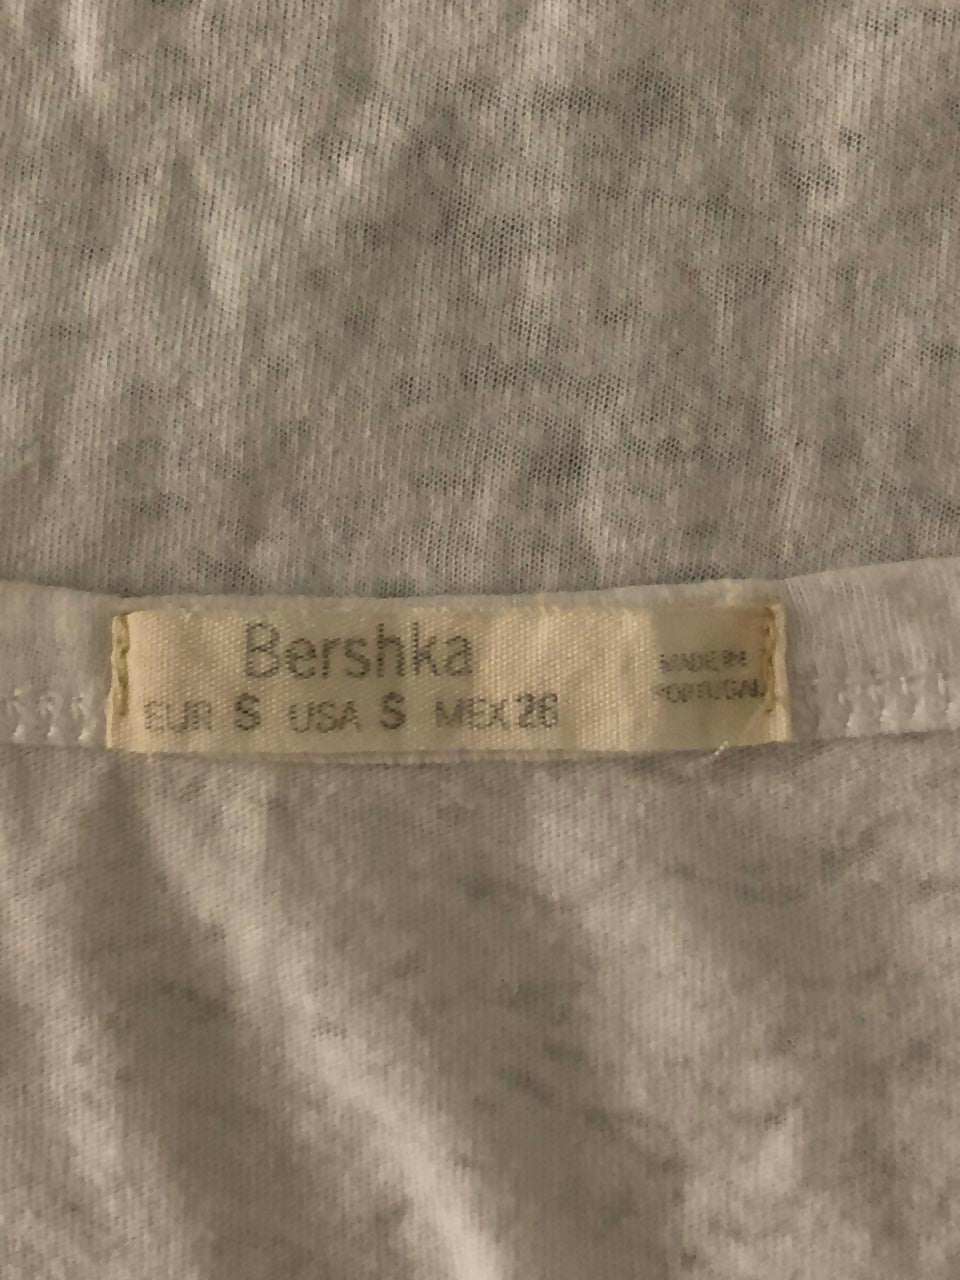 Bershka
EUR S USA S MEX 26
MADE IN
PORTUGAL